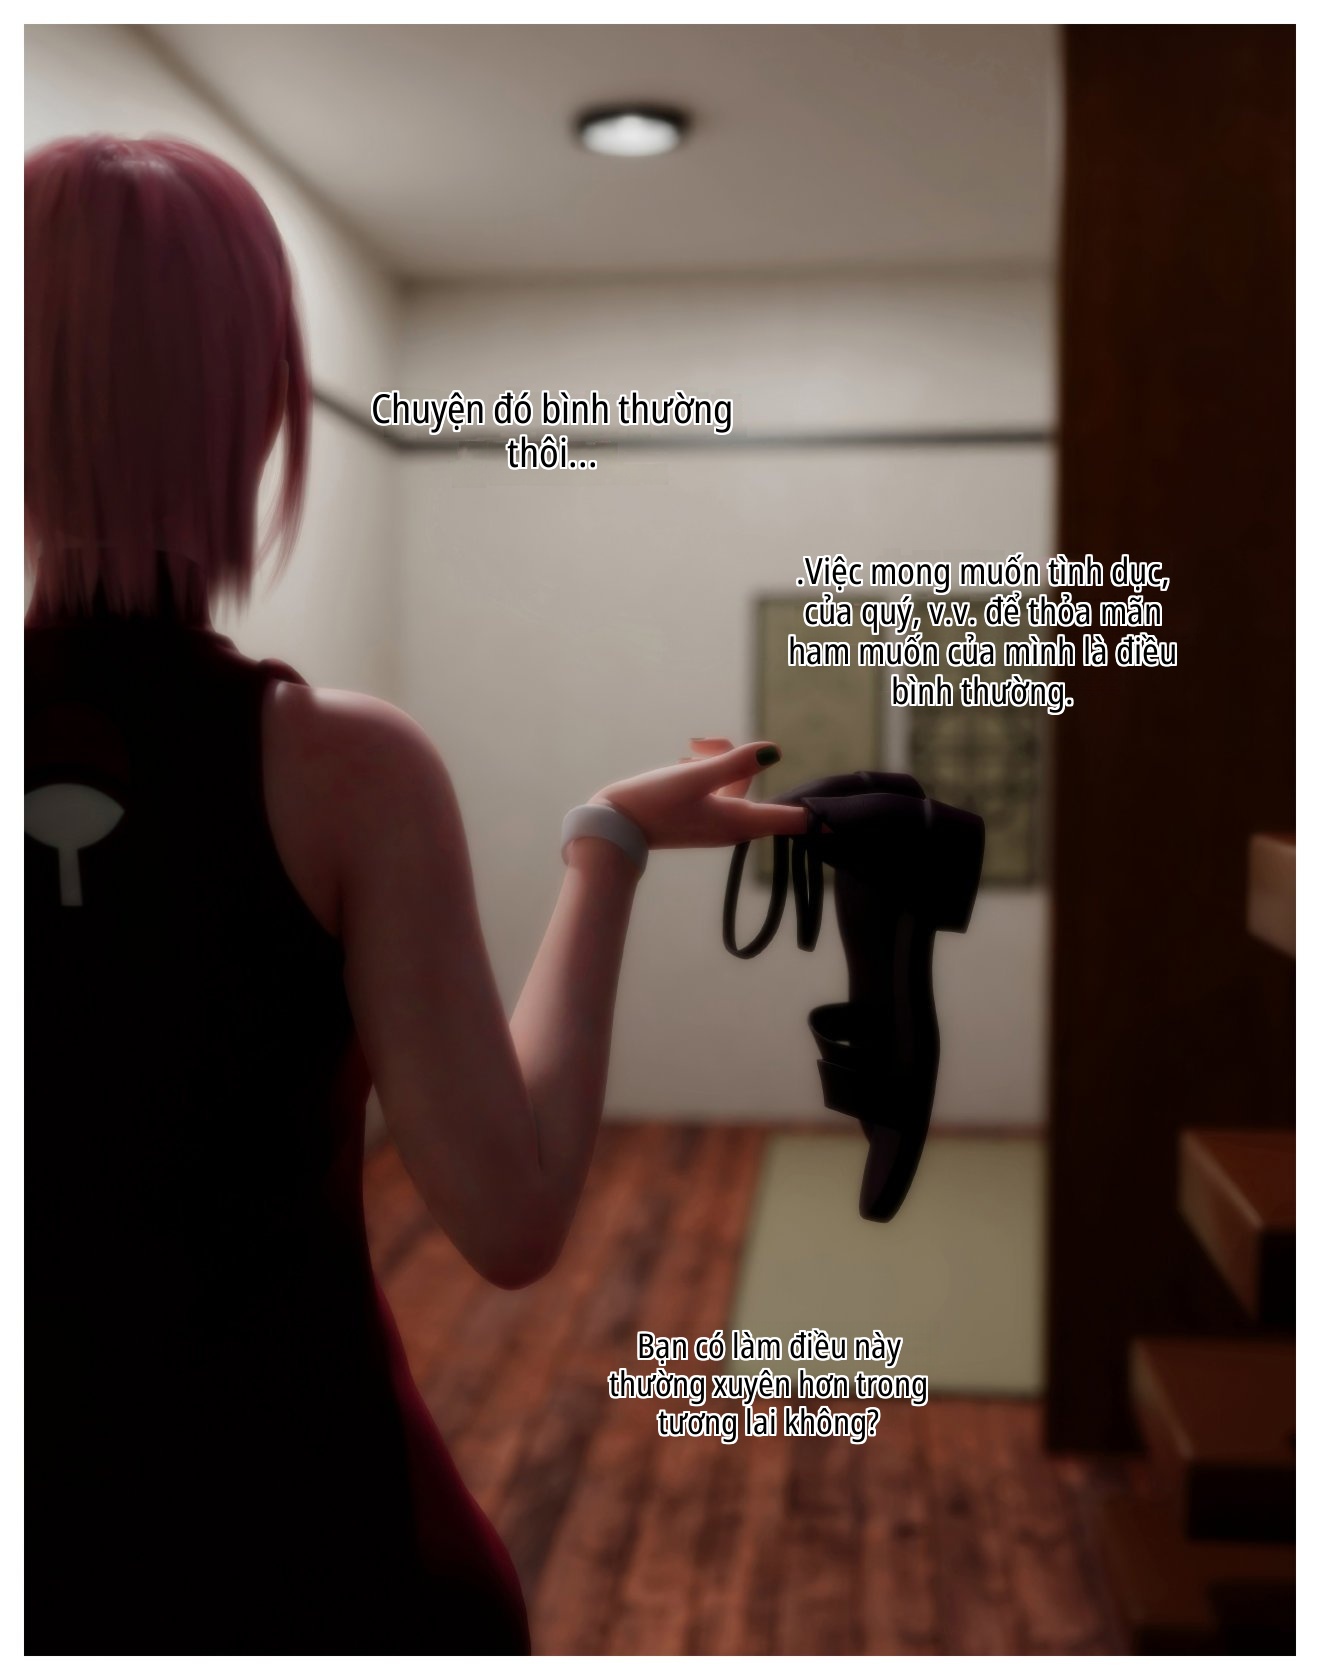 Chuyện đó bình thường
thôi...
.Việc mong muốn tình dục,
của quý, v.v. để thỏa mãn
ham muốn của mình là điều
bình thường.
Bạn có làm điều này
thường xuyên hơn trong
tương lai không?